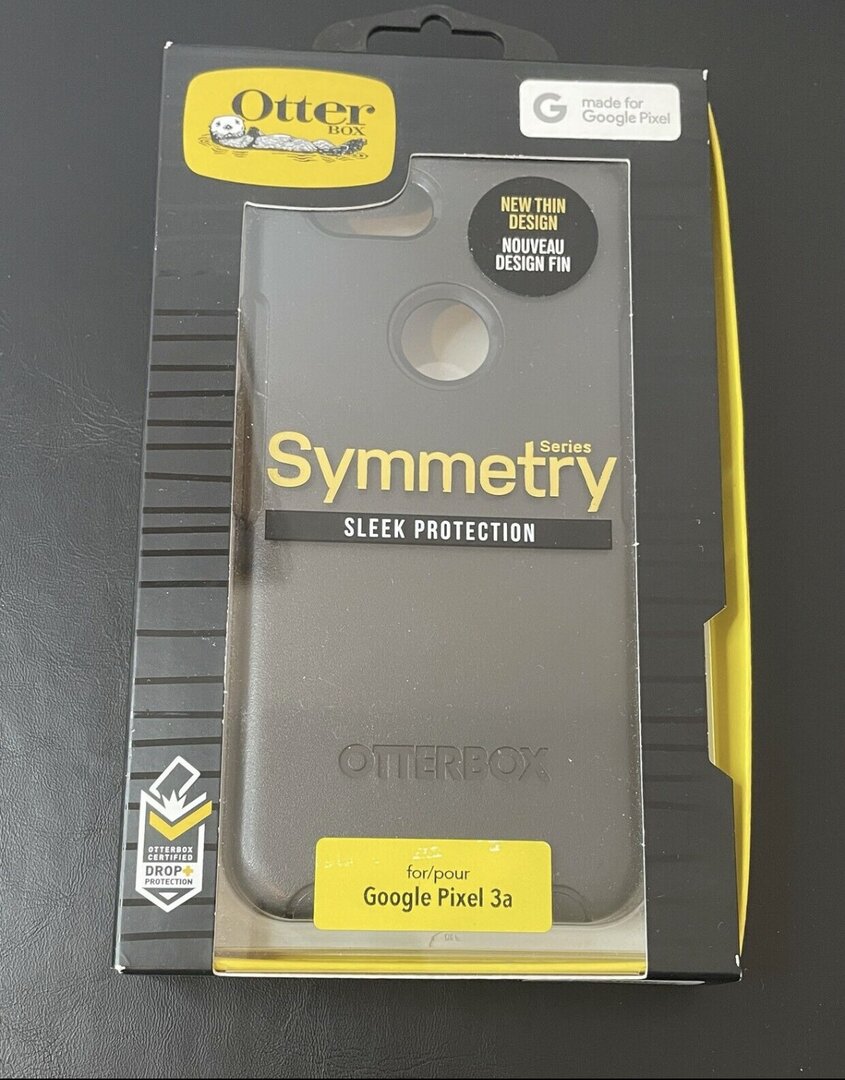 Otter
BOX
G made for
Google Pixel
NEW THIN
DESIGN
NOUVEAU
DESIGN FIN
Series
Symmetry
SLEEK PROTECTION
OTTERBOX
OTTERBOX
CERTIFIED
DROP+
PROTECTION
for/pour
Google Pixel 3a